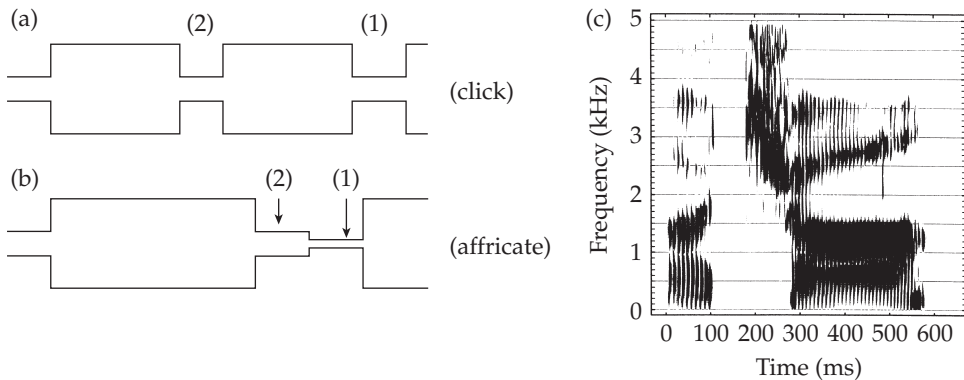 (a)
(2)
(1)
(click)
(b)
(2)
(1)
(affricate)
(c)
5
4
3
2
1
0
Frequency (kHz)
0 100 200 300 400 500 600
Time (ms)